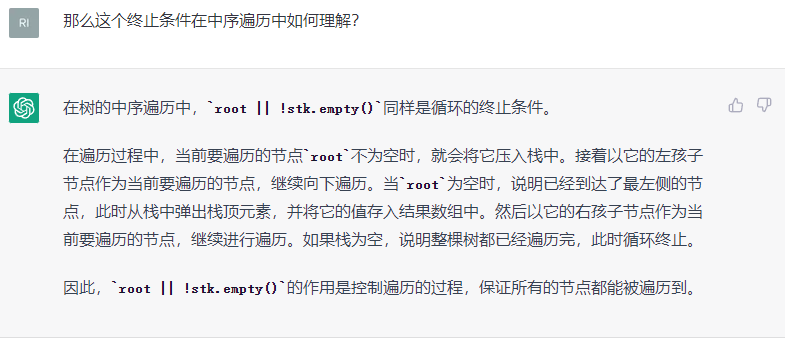 RI
那么这个终止条件在中序遍历中如何理解？
在树的中序遍历中，`root || !stk.empty()`同样是循环的终止条件。
在遍历过程中，当前要遍历的节点`root`不为空时，就会将它压入栈中。接着以它的左孩子
节点作为当前要遍历的节点，继续向下遍历。当`root`为空时，说明已经到达了最左侧的节
点，此时从栈中弹出栈顶元素，并将它的值存入结果数组中。然后以它的右孩子节点作为当
前要遍历的节点，继续进行遍历。如果栈为空，说明整棵树都已经遍历完，此时循环终止。
因此，`root || !stk.empty()`的作用是控制遍历的过程，保证所有的节点都能被遍历到。